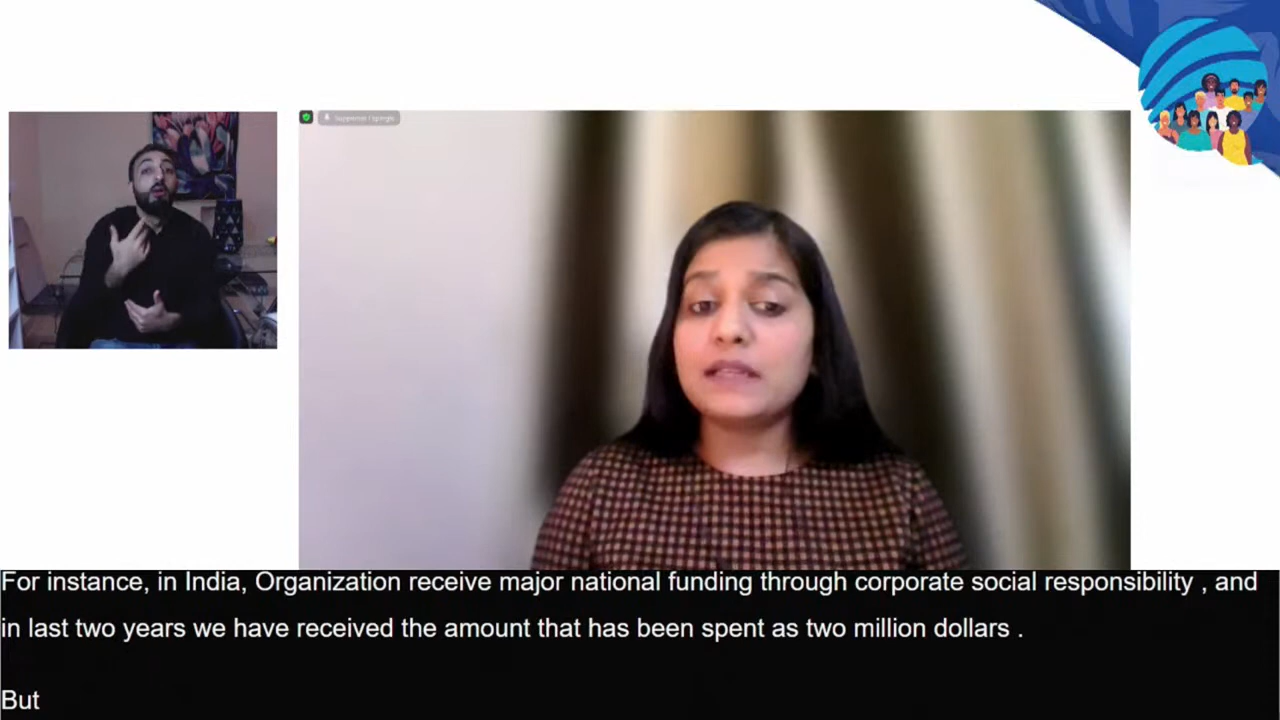 For instance, in India, Organization receive major national funding through corporate social responsibility , and
in last two years we have received the amount that has been spent as two million dollars .
But